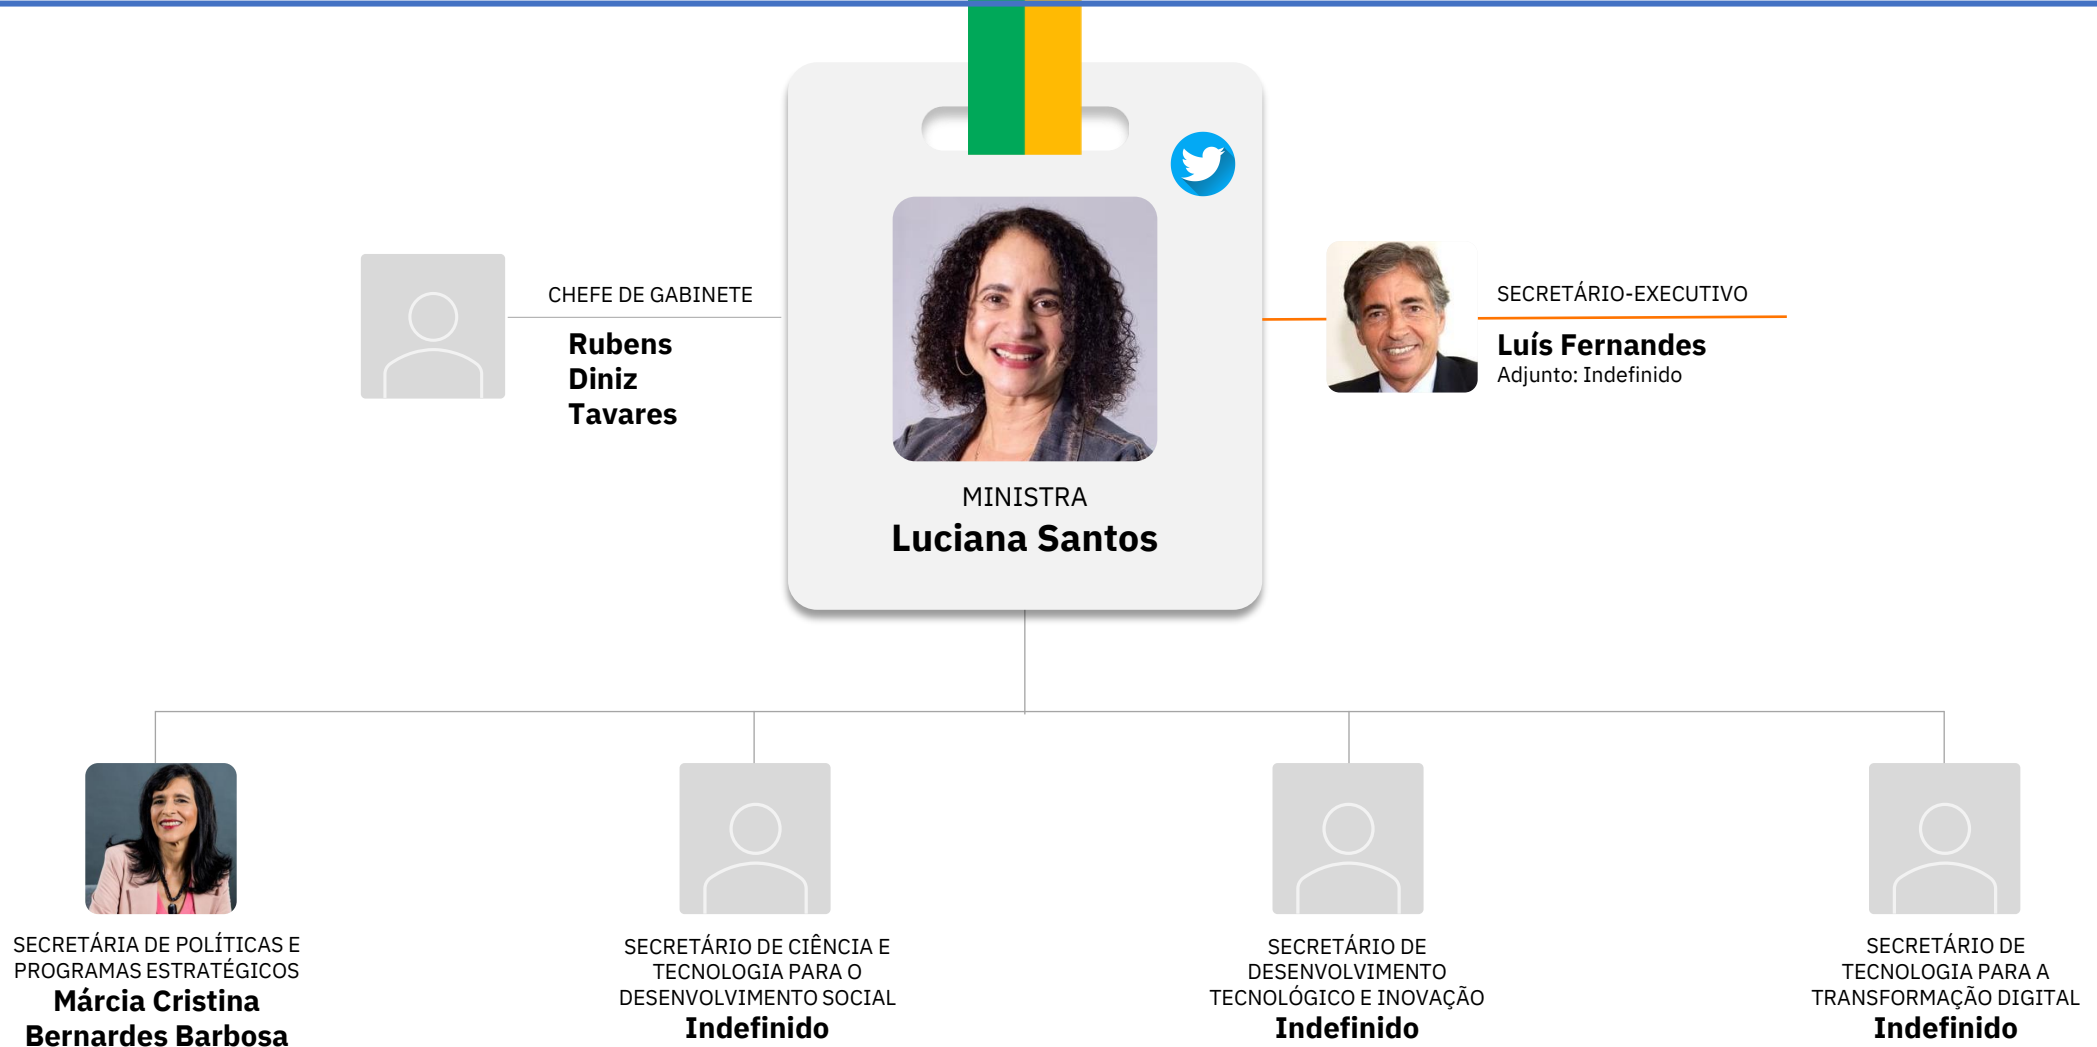 CHEFE DE GABINETE
Rubens
Diniz
Tavares
MINISTRA
Luciana Santos
SECRETÁRIO-EXECUTIVO
Luís Fernandes
Adjunto: Indefinido
SECRETÁRIA DE POLÍTICAS E
PROGRAMAS ESTRATÉGICOS
Márcia Cristina
Bernardes Barbosa
SECRETÁRIO DE CIÊNCIA E
TECNOLOGIA PARA O
DESENVOLVIMENTO SOCIAL
Indefinido
SECRETÁRIO DE
DESENVOLVIMENTO
TECNOLÓGICO E INOVAÇÃO
Indefinido
SECRETÁRIO DE
TECNOLOGIA PARA A
TRANSFORMAÇÃO DIGITAL
Indefinido